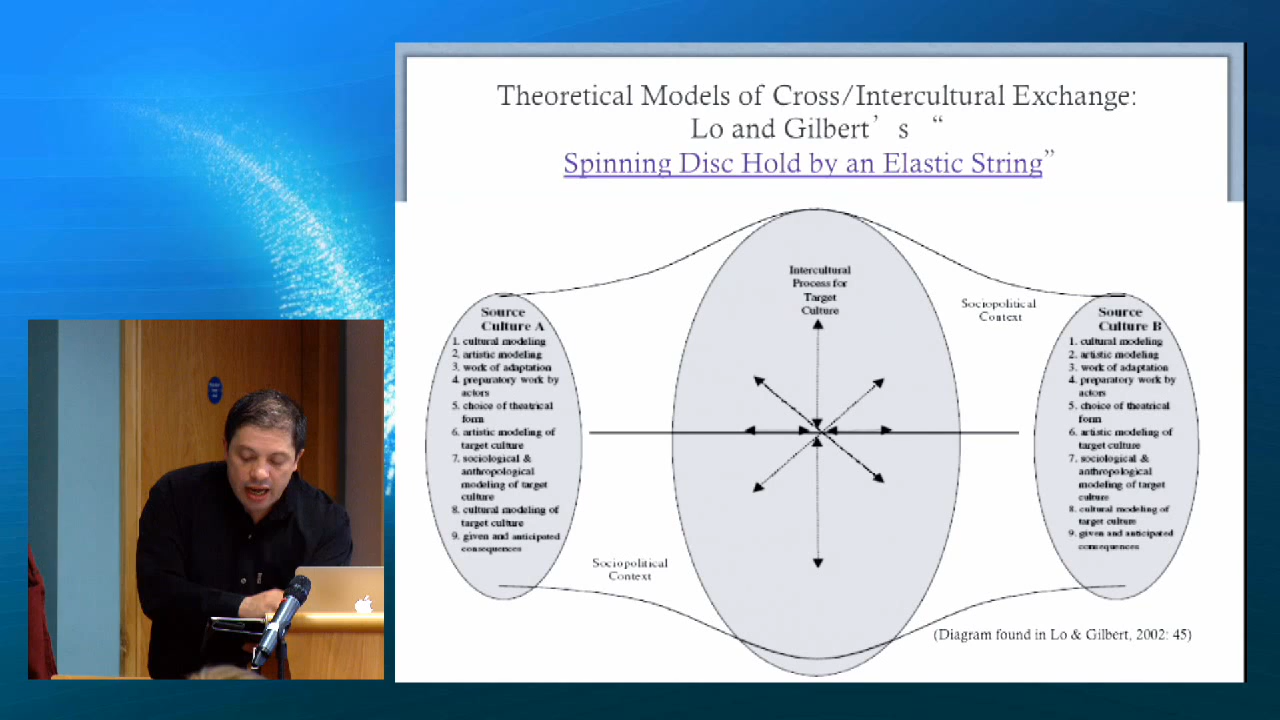 Theoretical Models of Cross/Intercultural Exchange:
Lo and Gilbert’ s “
Spinning Disc Hold by an Elastic String”
Intercultural
Process for
Target
Culture
Sociopolitical
Context
Source
Culture A
1. cultural modeling
2. artistic modeling
3. work of adaptation
4. preparatory work by
actors
5. choice of theatrical
form
6. artistic modeling of
target culture
7. sociological &
anthropological
modeling of target
culture
8. cultural modeling of
target culture
9. given and anticipated
consequences
Source
Culture B
1. cultural modeling
2. artistic modeling
3. work of adaptation
4. preparatory work by
actors
5. choice of theatrical
form
6. artistic modeling of
target culture
7. sociological &
anthropological
modeling of target
culture
8. cultural modeling of
target culture
9. given and anticipated
consequences
Sociopolitical
Context
(Diagram found in Lo & Gilbert, 2002: 45)